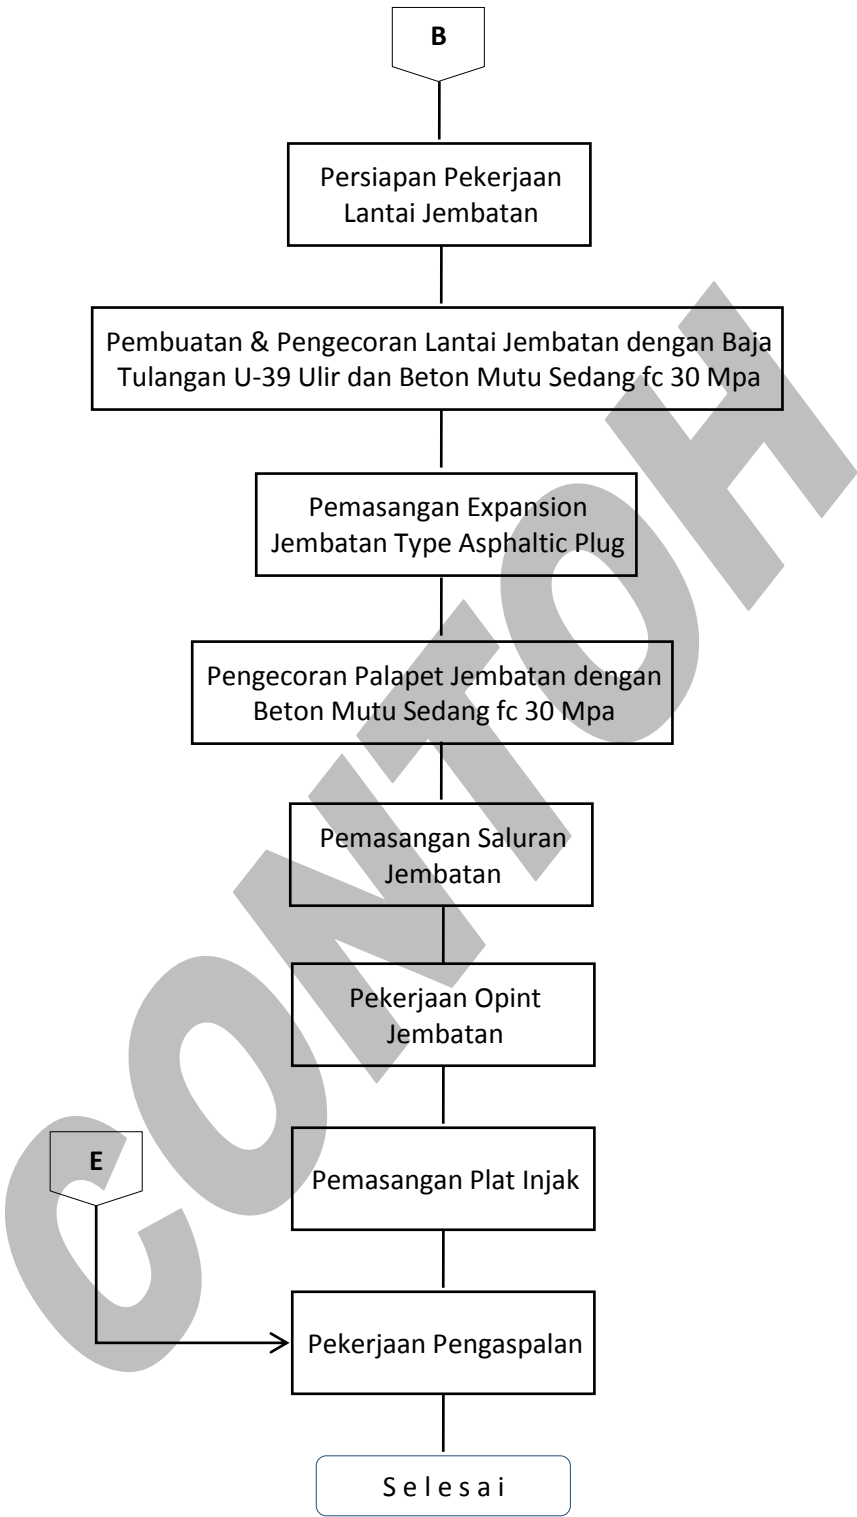 B
Persiapan Pekerjaan
Lantai Jembatan
Pembuatan & Pengecoran Lantai Jembatan dengan Baja
Tulangan U-39 Ulir dan Beton Mutu Sedang fc 30 Mpa
Pemasangan Expansion
Jembatan Type Asphaltic Plug
Pengecoran Palapet Jembatan dengan
Beton Mutu Sedang fc 30 Mpa
Pemasangan Saluran
Jembatan
Pekerjaan Opint
Jembatan
E
Pemasangan Plat Injak
Pekerjaan Pengaspalan
Selesai
CONTOH